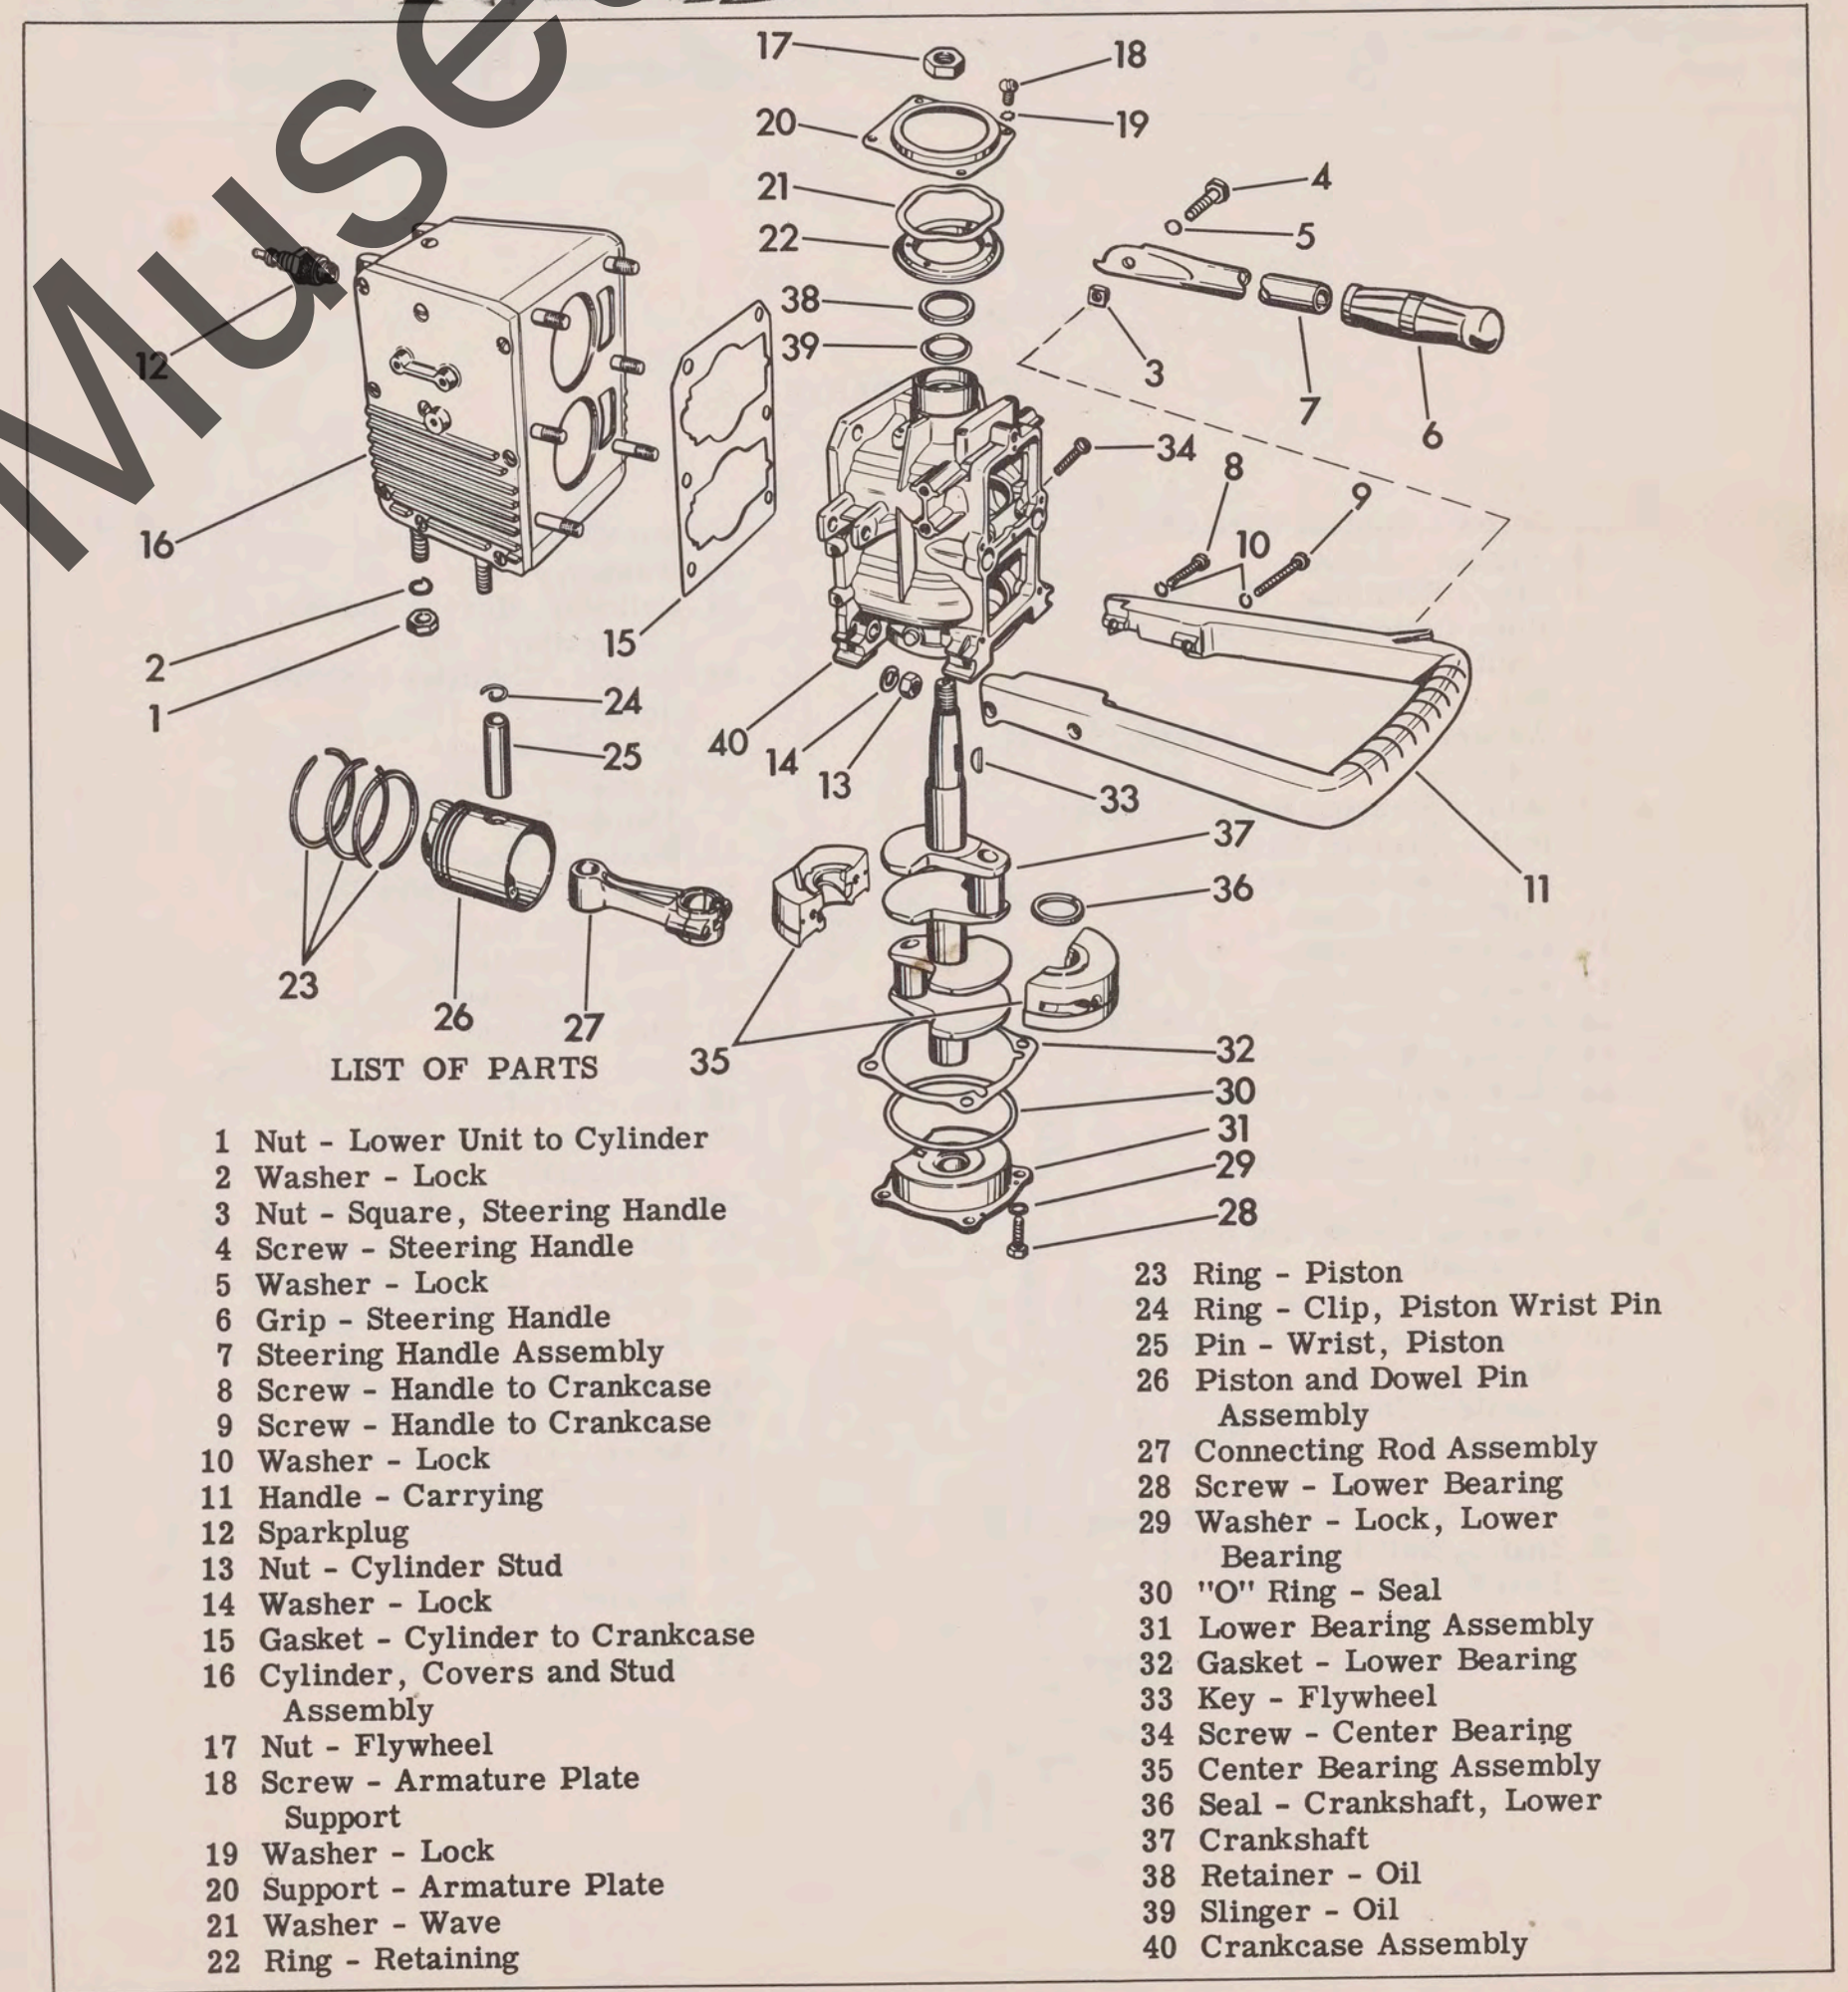 17
18
20
19
21
4
22
5
38
39
12
3
7
6
34
8
9
16
10
15
2
24
1
40
14
25
13
33
37
36
11
23
26
27
35
32
30
31
29
28
LIST OF PARTS
1 Nut - Lower Unit to Cylinder
2 Washer - Lock
3 Nut - Square, Steering Handle
4 Screw - Steering Handle
5 Washer - Lock
6 Grip - Steering Handle
7 Steering Handle Assembly
8 Screw - Handle to Crankcase
9 Screw - Handle to Crankcase
10 Washer - Lock
11 Handle - Carrying
12 Sparkplug
13 Nut - Cylinder Stud
14 Washer - Lock
15 Gasket - Cylinder to Crankcase
16 Cylinder, Covers and Stud
Assembly
17 Nut - Flywheel
18 Screw - Armature Plate
Support
19 Washer - Lock
20 Support - Armature Plate
21 Washer - Wave
22 Ring - Retaining
23 Ring - Piston
24 Ring - Clip, Piston Wrist Pin
25 Pin - Wrist, Piston
26 Piston and Dowel Pin
Assembly
27 Connecting Rod Assembly
28 Screw - Lower Bearing
29 Washer - Lock, Lower
Bearing
30 "O" Ring - Seal
31 Lower Bearing Assembly
32 Gasket - Lower Bearing
33 Key - Flywheel
34 Screw - Center Bearing
35 Center Bearing Assembly
36 Seal - Crankshaft, Lower
37 Crankshaft
38 Retainer - Oil
39 Slinger - Oil
40 Crankcase Assembly